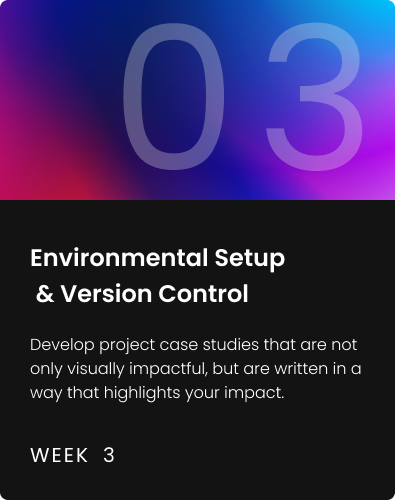 03
Environmental Setup
& Version Control
Develop project case studies that are not
only visually impactful, but are written in a
way that highlights your impact.
WEEK 3